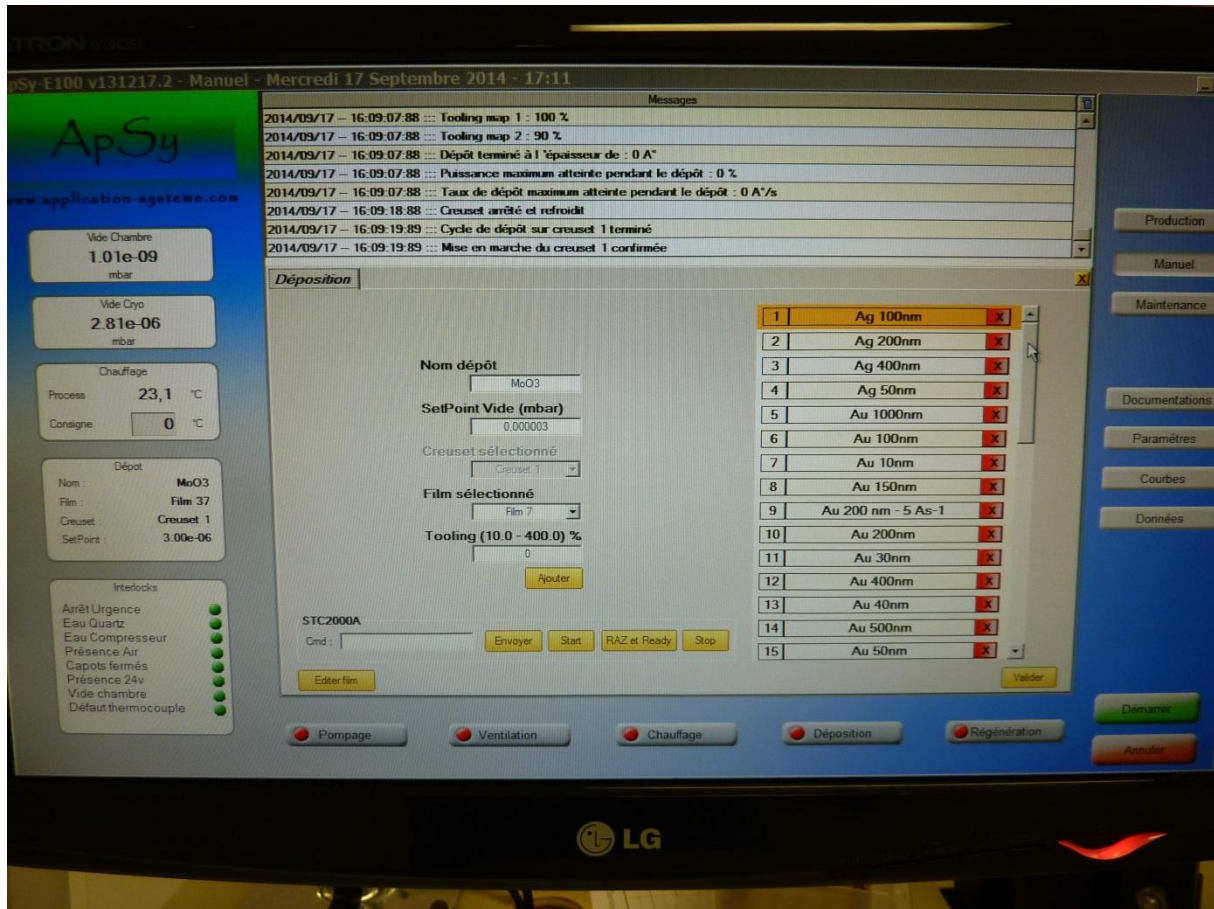 ApSy-E100 v131217.2 - Manuel - Mercredi 17 Septembre 2014 - 17:11
ApSy
www.application-systeme.com
Vide Chambre
1.01e-09
mbar
Vide Cryo
2.81e-06
mbar
Chauffage
Process 23,1 °C
Consigne 0 °C
Dépot
Nom : MoO3
Film : Film 37
Creuset : Creuset 1
SetPoint : 3.00e-06
Interlocks
Arrêt Urgence
Eau Quartz
Eau Compresseur
Présence Air
Capots fermés
Présence 24v
Vide chambre
Défaut thermocouple
Messages
2014/09/17 -- 16:09:07:88 ::: Tooling map 1 : 100 %
2014/09/17 -- 16:09:07:88 ::: Tooling map 2 : 90 %
2014/09/17 -- 16:09:07:88 ::: Dépôt terminé à l 'épaisseur de : 0 A°
2014/09/17 -- 16:09:07:88 ::: Puissance maximum atteinte pendant le dépôt : 0 %
2014/09/17 -- 16:09:07:88 ::: Taux de dépôt maximum atteinte pendant le dépôt : 0 A°/s
2014/09/17 -- 16:09:18:88 ::: Creuset arrêté et refroidit
2014/09/17 -- 16:09:19:89 ::: Cycle de dépôt sur creuset 1 terminé
2014/09/17 -- 16:09:19:89 ::: Mise en marche du creuset 1 confirmée
Déposition X
Nom dépôt
MoO3
SetPoint Vide (mbar)
0,000003
Creuset sélectionné
Creuset 1
Film sélectionné
Film 7
Tooling (10.0 - 400.0) %
0
Ajouter
STC2000A
Cmd : Envoyer Start RAZ et Ready Stop
Editer film
1 Ag 100nm X
2 Ag 200nm X
3 Ag 400nm X
4 Ag 50nm X
5 Au 1000nm X
6 Au 100nm X
7 Au 10nm X
8 Au 150nm X
9 Au 200 nm - 5 As-1 X
10 Au 200nm X
11 Au 30nm X
12 Au 400nm X
13 Au 40nm X
14 Au 500nm X
15 Au 50nm X
Valider
Production
Manuel
Maintenance
Documentations
Paramètres
Courbes
Données
Démarrer
Annuler
Pompage Ventilation Chauffage Déposition Régénération
LG